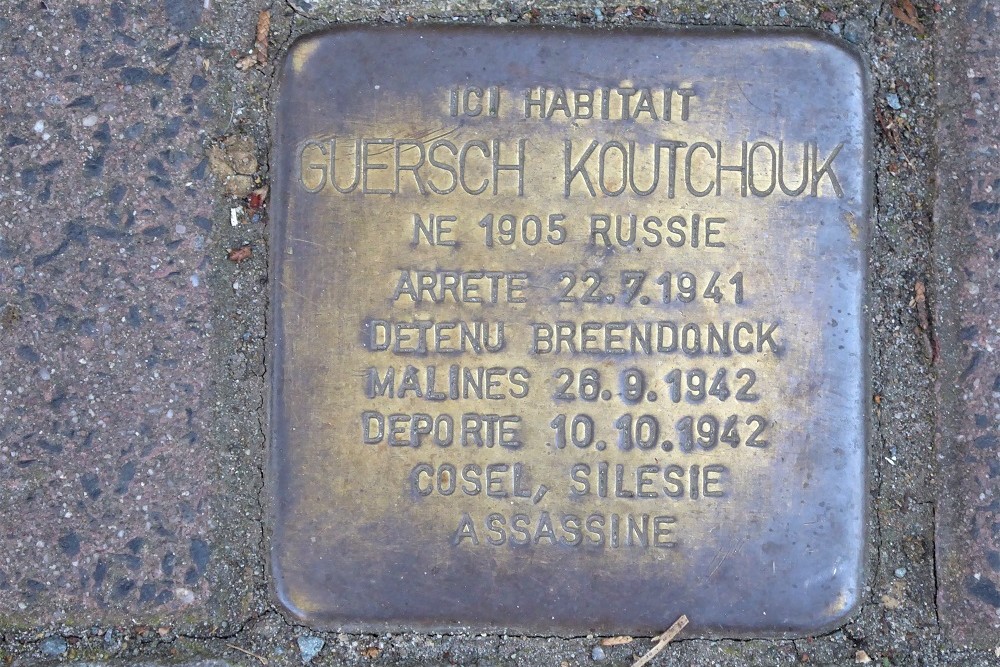 ICI HABITAIT
GUERSCH KOUTCHOUK
NE 1905 RUSSIE
ARRETE 22.7.1941
DETENU BREENDONCK
MALINES 26.9.1942
DEPORTE 10.10.1942
COSEL, SILESIE
ASSASSINE